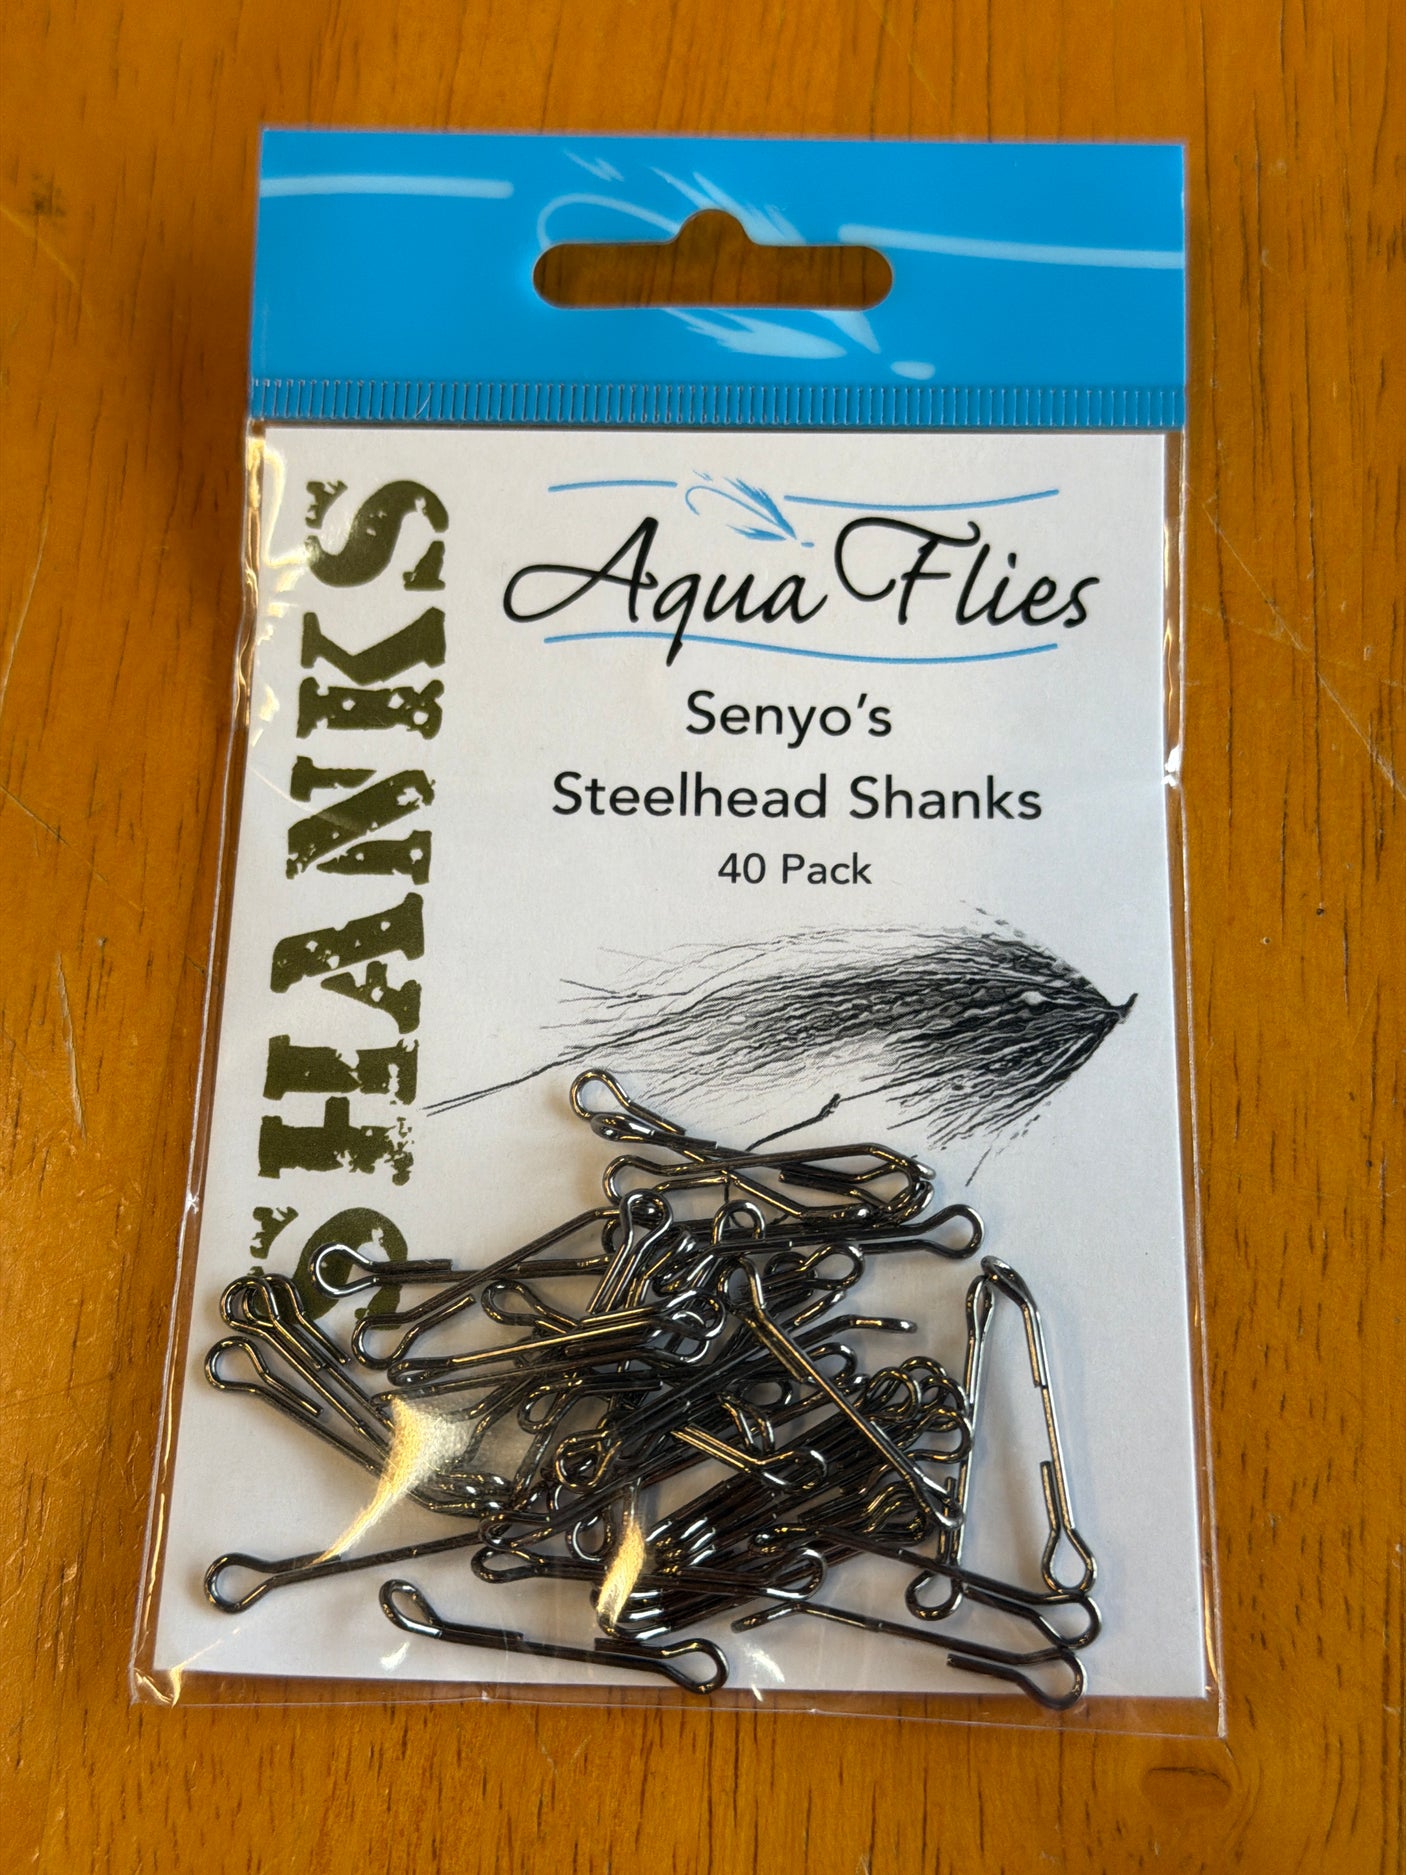 SHANKS
Aqua Flies
Senyo's
Steelhead Shanks
40 Pack